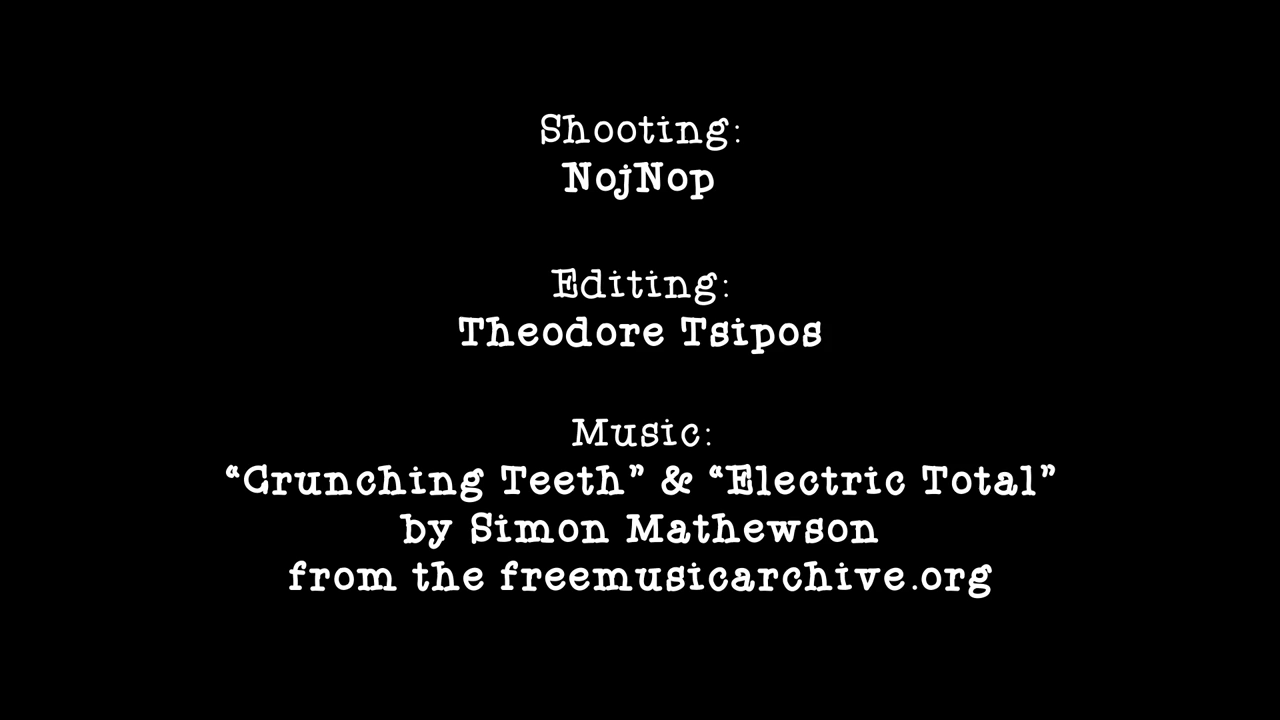 Shooting:
NojNop
Editing:
Theodore Tsipos
Music:
“Crunching Teeth” & “Electric Total”
by Simon Mathewson
from the freemusicarchive.org